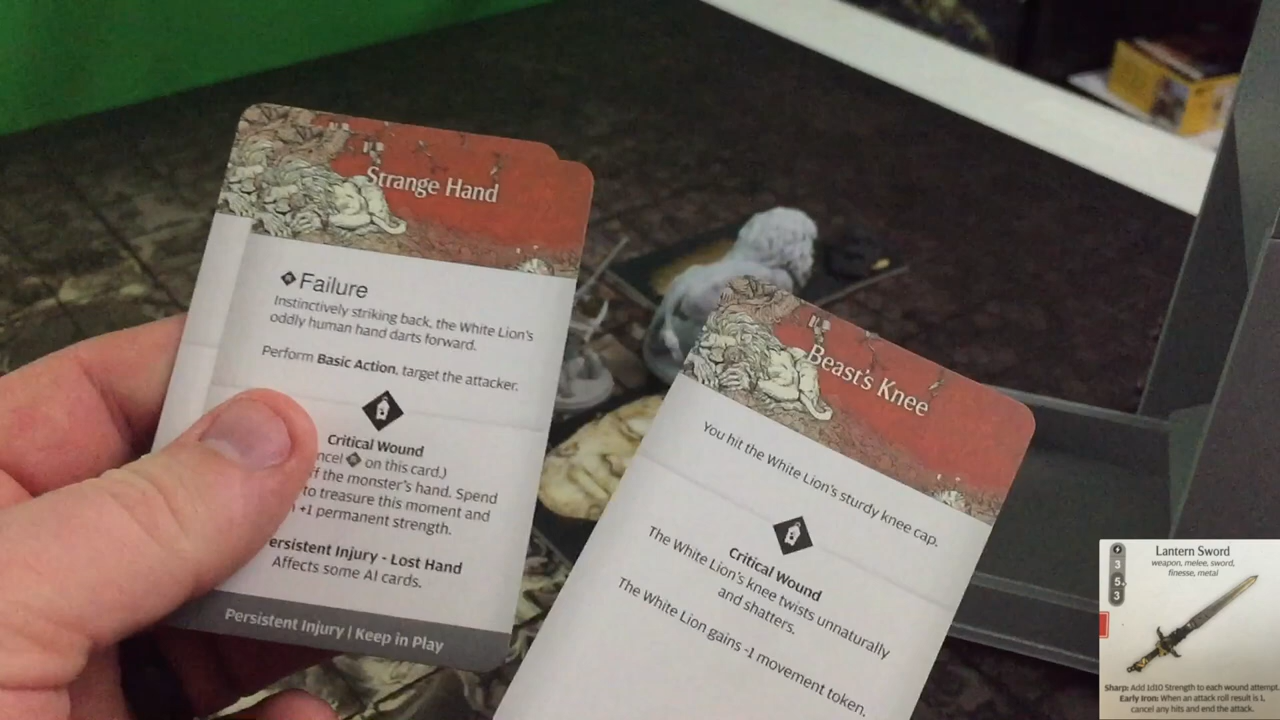 Strange Hand
Failure
Instinctively striking back, the White Lion's
oddly human hand darts forward.
Perform Basic Action, target the attacker.
Critical Wound
on this card.)
the monster's hand. Spend
to treasure this moment and
+1 permanent strength.
Injury - Lost Hand
Affects some AI cards.
Persistent Injury | Keep in Play
Beast's Knee
You hit the White Lion's sturdy knee cap.
Critical Wound
The White Lion's knee twists unnaturally
and shatters.
The White Lion gains -1 movement token.
Lantern Sword
weapon, melee, sword,
finesse, metal
3
5
3
Sharp: Add 1d10 Strength to each wound attempt.
Early Iron: When an attack roll result is 1,
cancel any hits and end the attack.